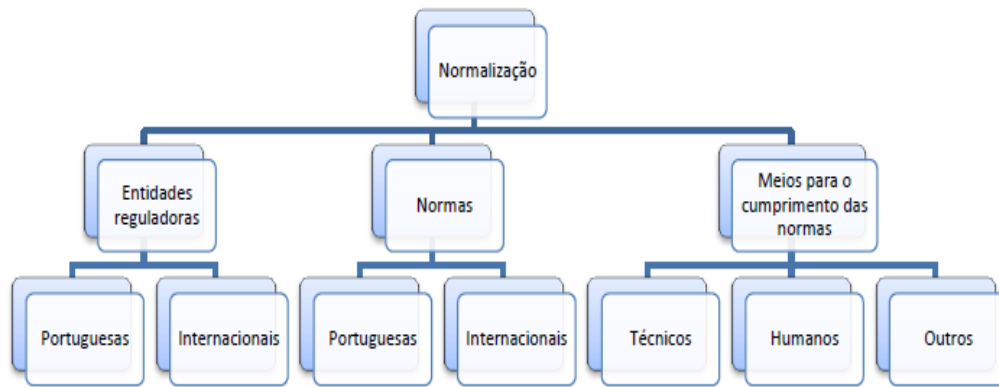 Normalização
Entidades
reguladoras
Normas
Meios para o
cumprimento das
normas
Portuguesas
Internacionais
Portuguesas
Internacionais
Técnicos
Humanos
Outros